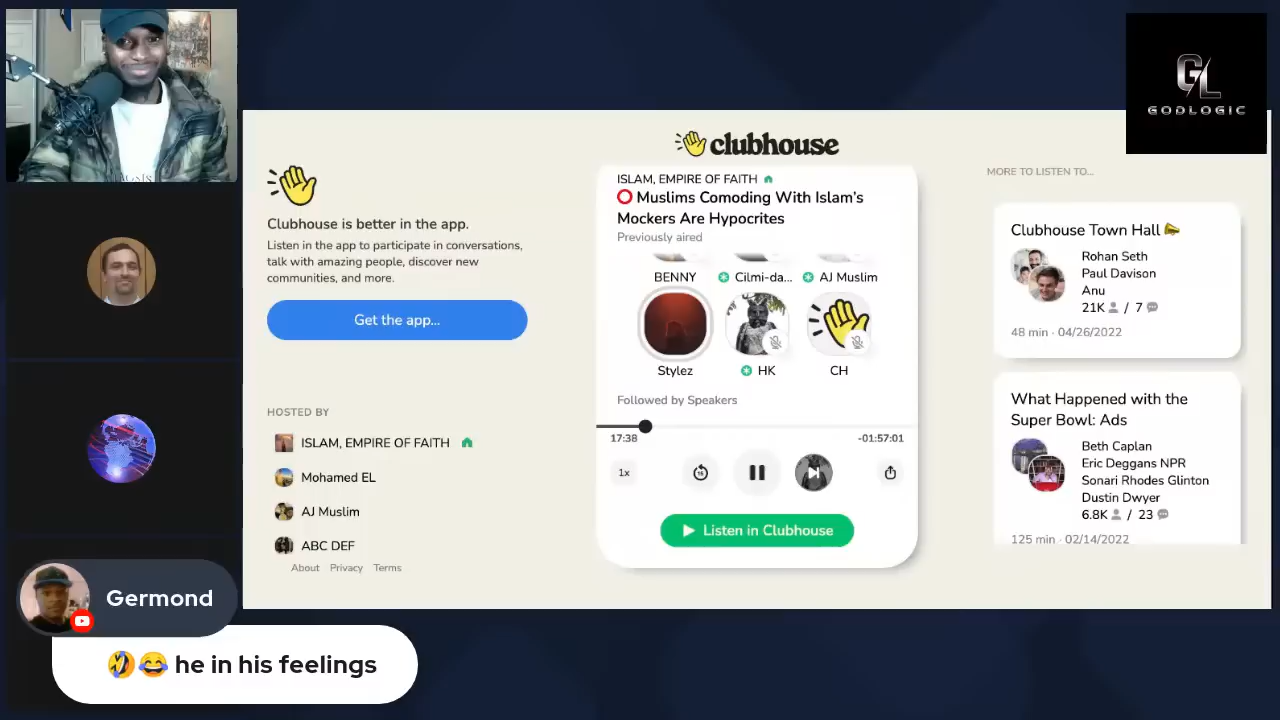 GL
GODLOGIC
clubhouse
Clubhouse is better in the app.
Listen in the app to participate in conversations,
talk with amazing people, discover new
communities, and more.
Get the app...
HOSTED BY
ISLAM, EMPIRE OF FAITH
Mohamed EL
AJ Muslim
ABC DEF
About Privacy Terms
ISLAM, EMPIRE OF FAITH
⭕ Muslims Comoding With Islam's
Mockers Are Hypocrites
Previously aired
BENNY
Cilmi-da...
AJ Muslim
Stylez
HK
CH
Followed by Speakers
17:38
-01:57:01
1x
15
Listen in Clubhouse
MORE TO LISTEN TO...
Clubhouse Town Hall 📣
Rohan Seth
Paul Davison
Anu
21K / 7
48 min · 04/26/2022
What Happened with the
Super Bowl: Ads
Beth Caplan
Eric Deggans NPR
Sonari Rhodes Glinton
Dustin Dwyer
6.8K / 23
125 min · 02/14/2022
Germond
🤣😂 he in his feelings